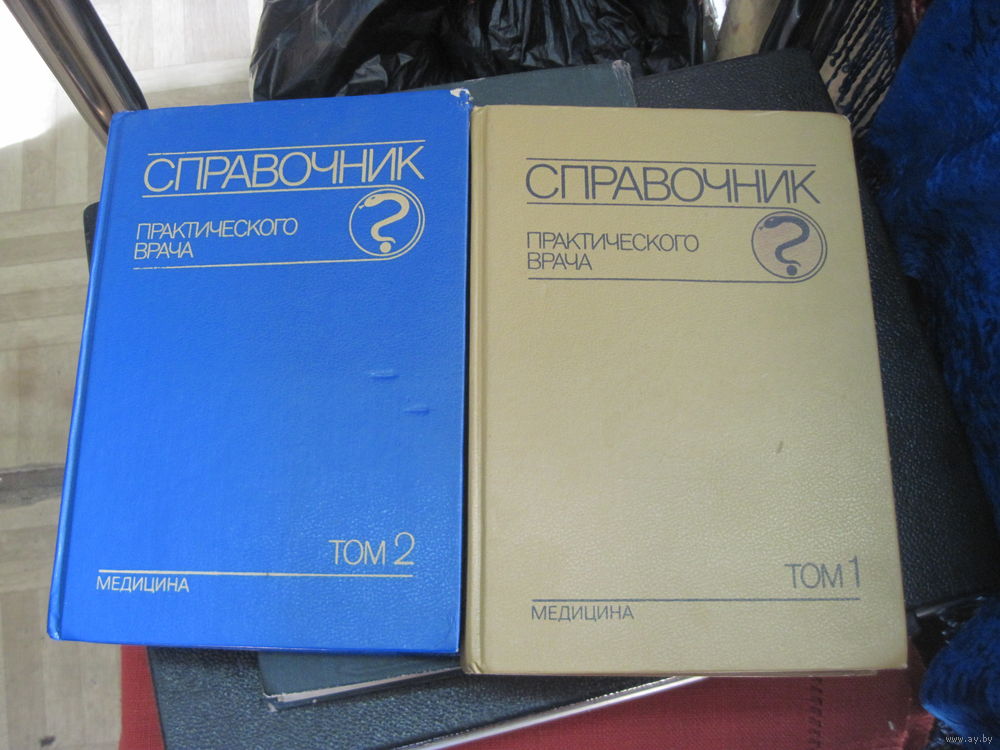 СПРАВОЧНИК
ПРАКТИЧЕСКОГО
ВРАЧА
ТОМ 2
МЕДИЦИНА
СПРАВОЧНИК
ПРАКТИЧЕСКОГО
ВРАЧА
ТОМ 1
МЕДИЦИНА
www.ay.by